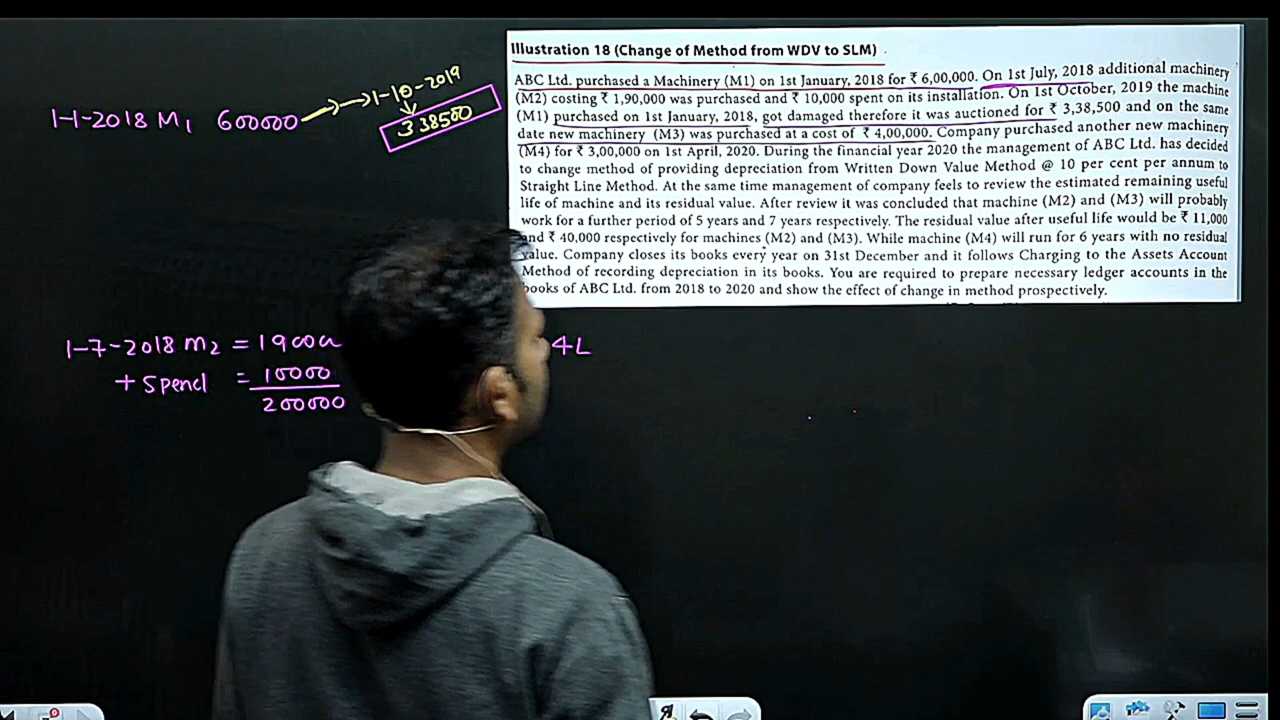 Illustration 18 (Change of Method from WDV to SLM)
ABC Ltd. purchased a Machinery (M1) on 1st January, 2018 for ₹ 6,00,000. On 1st July, 2018 additional machinery
(M2) costing ₹ 1,90,000 was purchased and ₹ 10,000 spent on its installation. On 1st October, 2019 the machine
(M1) purchased on 1st January, 2018, got damaged therefore it was auctioned for ₹ 3,38,500 and on the same
date new machinery (M3) was purchased at a cost of ₹ 4,00,000. Company purchased another new machinery
(M4) for ₹ 3,00,000 on 1st April, 2020. During the financial year 2020 the management of ABC Ltd. has decided
to change method of providing depreciation from Written Down Value Method @ 10 per cent per annum to
Straight Line Method. At the same time management of company feels to review the estimated remaining useful
life of machine and its residual value. After review it was concluded that machine (M2) and (M3) will probably
work for a further period of 5 years and 7 years respectively. The residual value after useful life would be ₹ 11,000
and ₹ 40,000 respectively for machines (M2) and (M3). While machine (M4) will run for 6 years with no residual
value. Company closes its books every year on 31st December and it follows Charging to the Assets Account
Method of recording depreciation in its books. You are required to prepare necessary ledger accounts in the
books of ABC Ltd. from 2018 to 2020 and show the effect of change in method prospectively.
1-1-2018 M1 600000 → → 1-10-2019
338500
1-7-2018 M2 = 19000
+ Spend = 10000
200000
4L